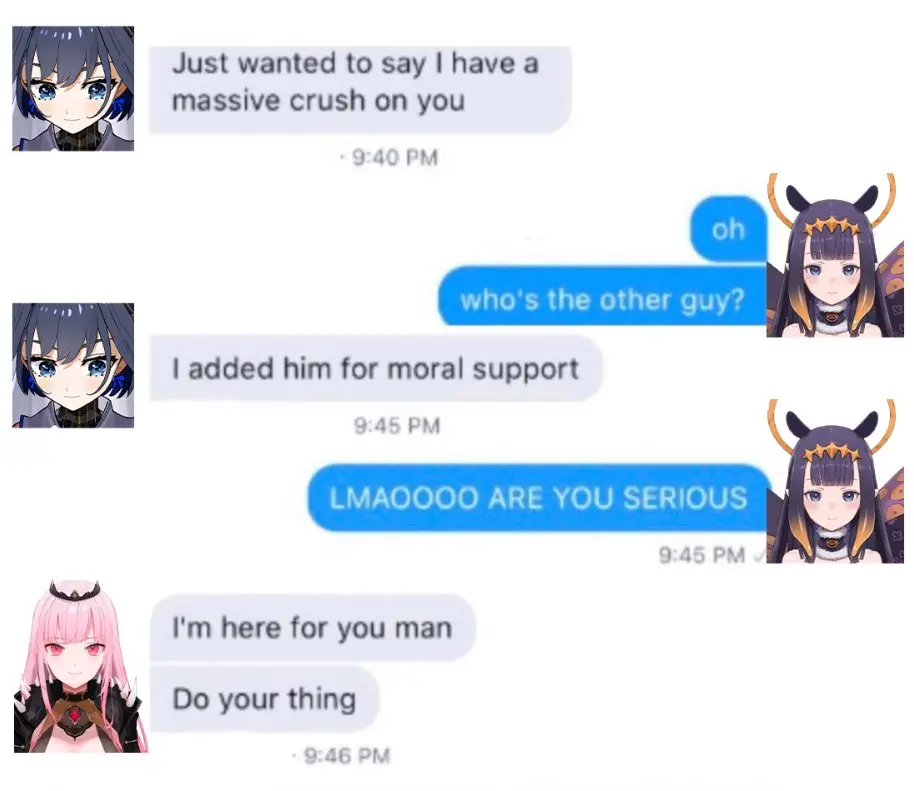 Just wanted to say I have a
massive crush on you
· 9:40 PM
oh
who's the other guy?
I added him for moral support
9:45 PM
LMAOOOO ARE YOU SERIOUS
9:45 PM ✓
I'm here for you man
Do your thing
· 9:46 PM